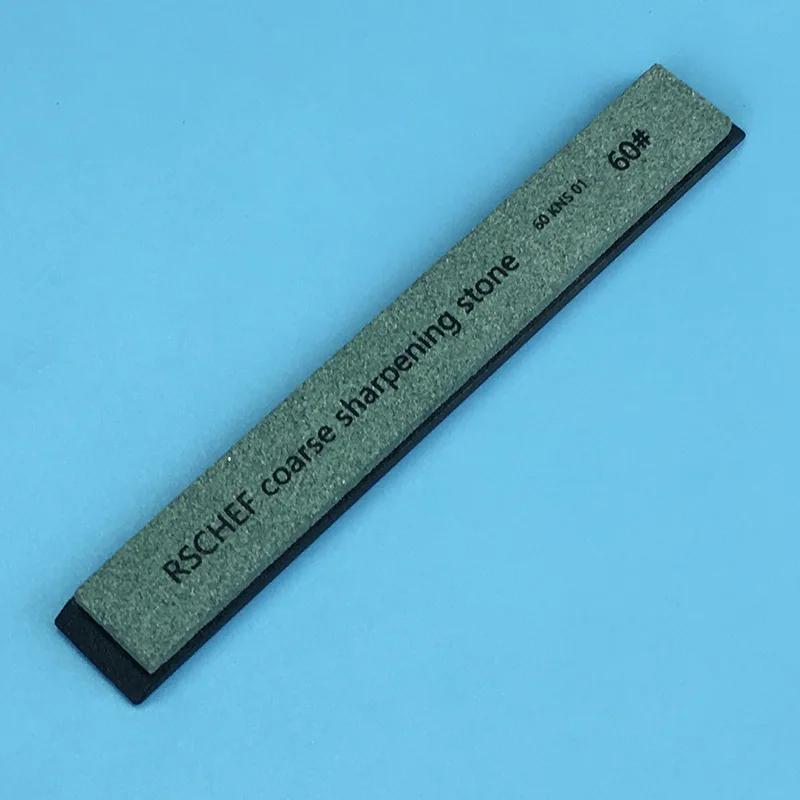 RSCHEF coarse sharpening stone
60 KNS 01
60#